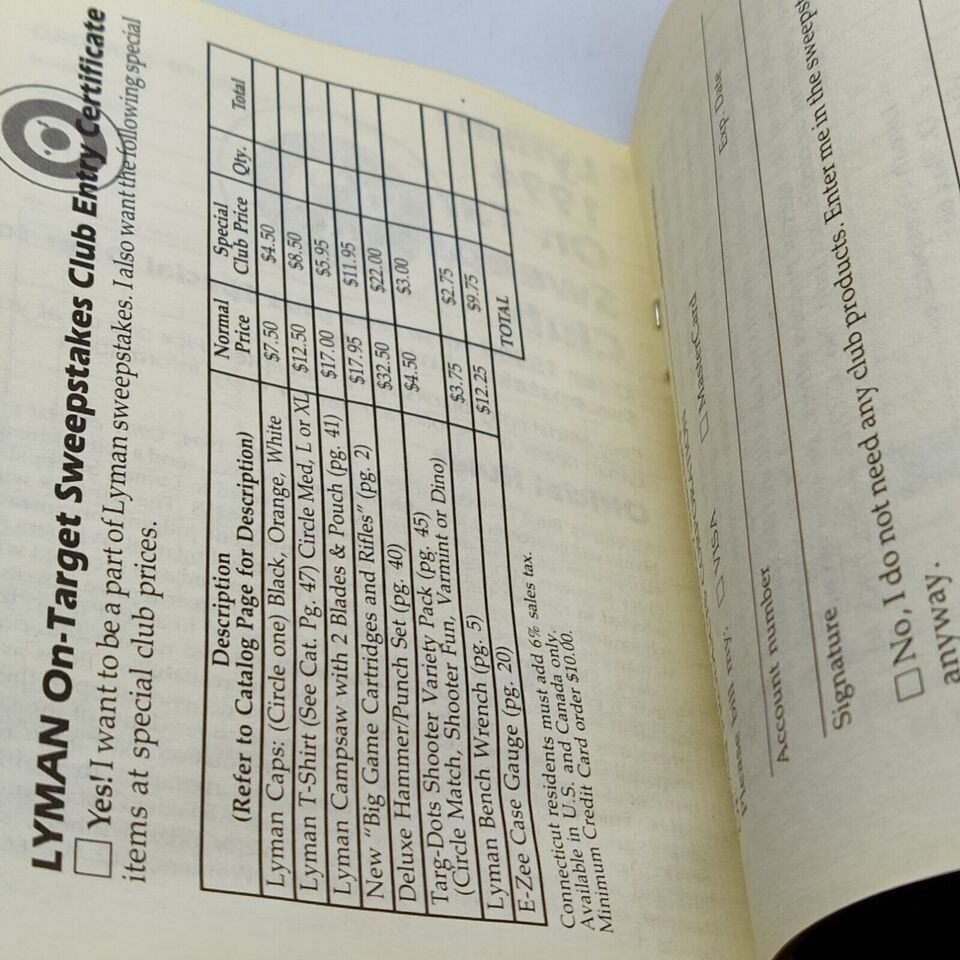 LYMAN On-Target Sweepstakes Club Entry Certificate
Yes! I want to be a part of Lyman sweepstakes. I also want the following special
items at special club prices.
Description
(Refer to Catalog Page for Description)
Normal
Price
Special
Club Price
Qty.
Total
Lyman Caps: (Circle one) Black, Orange, White $7.50 $4.50
Lyman T-Shirt (See Cat. Pg. 47) Circle Med, L or XL $12.50 $8.50
Lyman Campsaw with 2 Blades & Pouch (pg. 41) $17.00 $5.95
New "Big Game Cartridges and Rifles" (pg. 2) $17.95 $11.95
Deluxe Hammer/Punch Set (pg. 40) $32.50 $22.00
Targ-Dots Shooter Variety Pack (pg. 45) $4.50 $3.00
(Circle Match, Shooter Fun, Varmint or Dino)
Lyman Bench Wrench (pg. 5) $3.75 $2.75
E-Zee Case Gauge (pg. 20) $12.25 $9.75
TOTAL
Connecticut residents must add 6% sales tax.
Available in U.S. and Canada only.
Minimum Credit Card order $10.00.
Please bill my: VISA MasterCard
Account number Exp Date
Signature
No, I do not need any club products. Enter me in the
anyway.